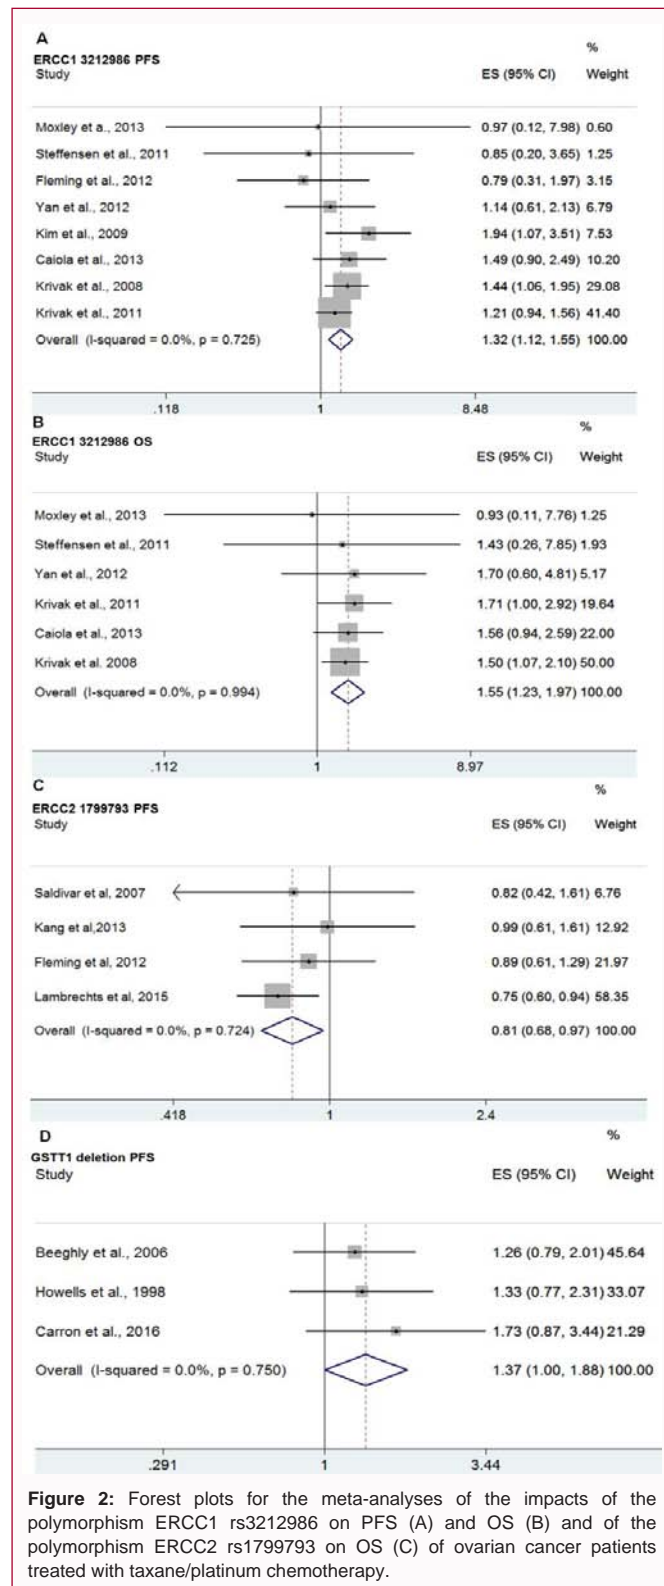 A
ERCC1 3212986 PFS
%
Study ES (95% CI) Weight
Moxley et a., 2013 0.97 (0.12, 7.98) 0.60
Steffensen et al., 2011 0.85 (0.20, 3.65) 1.25
Fleming et al., 2012 0.79 (0.31, 1.97) 3.15
Yan et al., 2012 1.14 (0.61, 2.13) 6.79
Kim et al., 2009 1.94 (1.07, 3.51) 7.53
Caiola et al., 2013 1.49 (0.90, 2.49) 10.20
Krivak et al., 2008 1.44 (1.06, 1.95) 29.08
Krivak et al., 2011 1.21 (0.94, 1.56) 41.40
Overall (I-squared = 0.0%, p = 0.725) 1.32 (1.12, 1.55) 100.00
.118 1 8.48
B
ERCC1 3212986 OS
%
Study ES (95% CI) Weight
Moxley et al., 2013 0.93 (0.11, 7.76) 1.25
Steffensen et al., 2011 1.43 (0.26, 7.85) 1.93
Yan et al., 2012 1.70 (0.60, 4.81) 5.17
Krivak et al., 2011 1.71 (1.00, 2.92) 19.64
Caiola et al., 2013 1.56 (0.94, 2.59) 22.00
Krivak et al. 2008 1.50 (1.07, 2.10) 50.00
Overall (I-squared = 0.0%, p = 0.994) 1.55 (1.23, 1.97) 100.00
.112 1 8.97
C
ERCC2 1799793 PFS
%
Study ES (95% CI) Weight
Saldivar et al, 2007 0.82 (0.42, 1.61) 6.76
Kang et al,2013 0.99 (0.61, 1.61) 12.92
Fleming et al, 2012 0.89 (0.61, 1.29) 21.97
Lambrechts et al, 2015 0.75 (0.60, 0.94) 58.35
Overall (I-squared = 0.0%, p = 0.724) 0.81 (0.68, 0.97) 100.00
.418 1 2.4
D
GSTT1 deletion PFS
%
Study ES (95% CI) Weight
Beeghly et al., 2006 1.26 (0.79, 2.01) 45.64
Howells et al., 1998 1.33 (0.77, 2.31) 33.07
Carron et al., 2016 1.73 (0.87, 3.44) 21.29
Overall (I-squared = 0.0%, p = 0.750) 1.37 (1.00, 1.88) 100.00
.291 1 3.44
Figure 2: Forest plots for the meta-analyses of the impacts of the
polymorphism ERCC1 rs3212986 on PFS (A) and OS (B) and of the
polymorphism ERCC2 rs1799793 on OS (C) of ovarian cancer patients
treated with taxane/platinum chemotherapy.